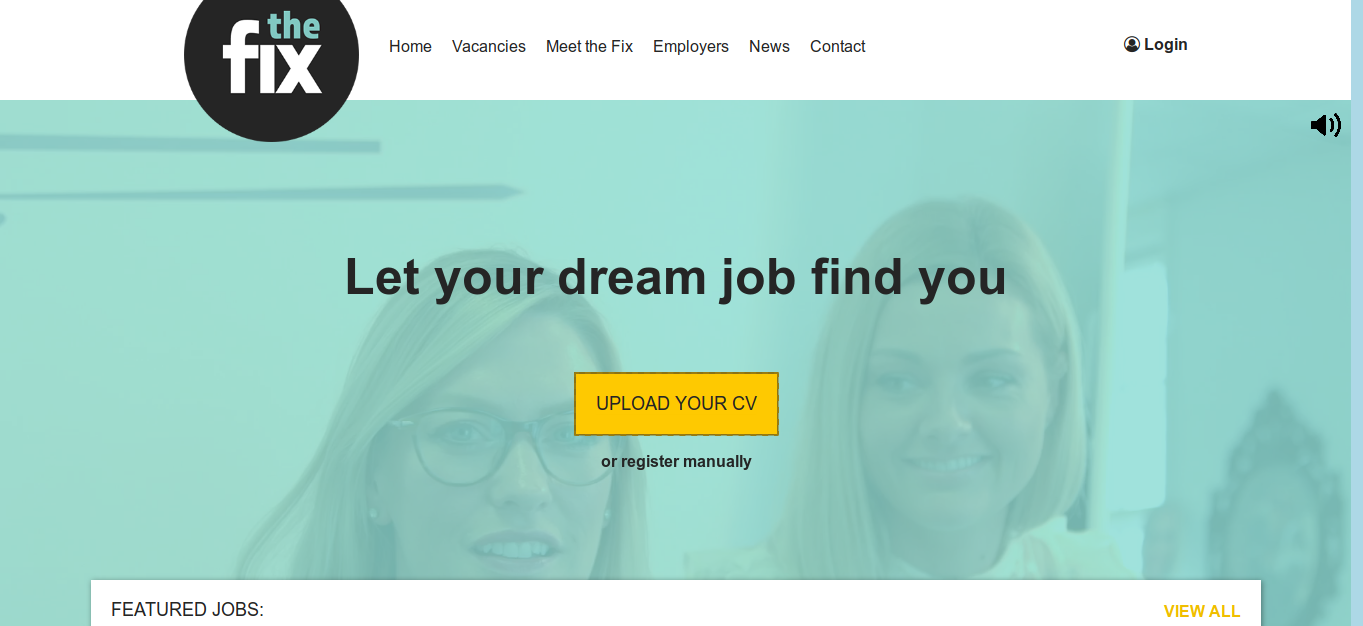 the
fix
Home Vacancies Meet the Fix Employers News Contact Login
Let your dream job find you
UPLOAD YOUR CV
or register manually
FEATURED JOBS: VIEW ALL